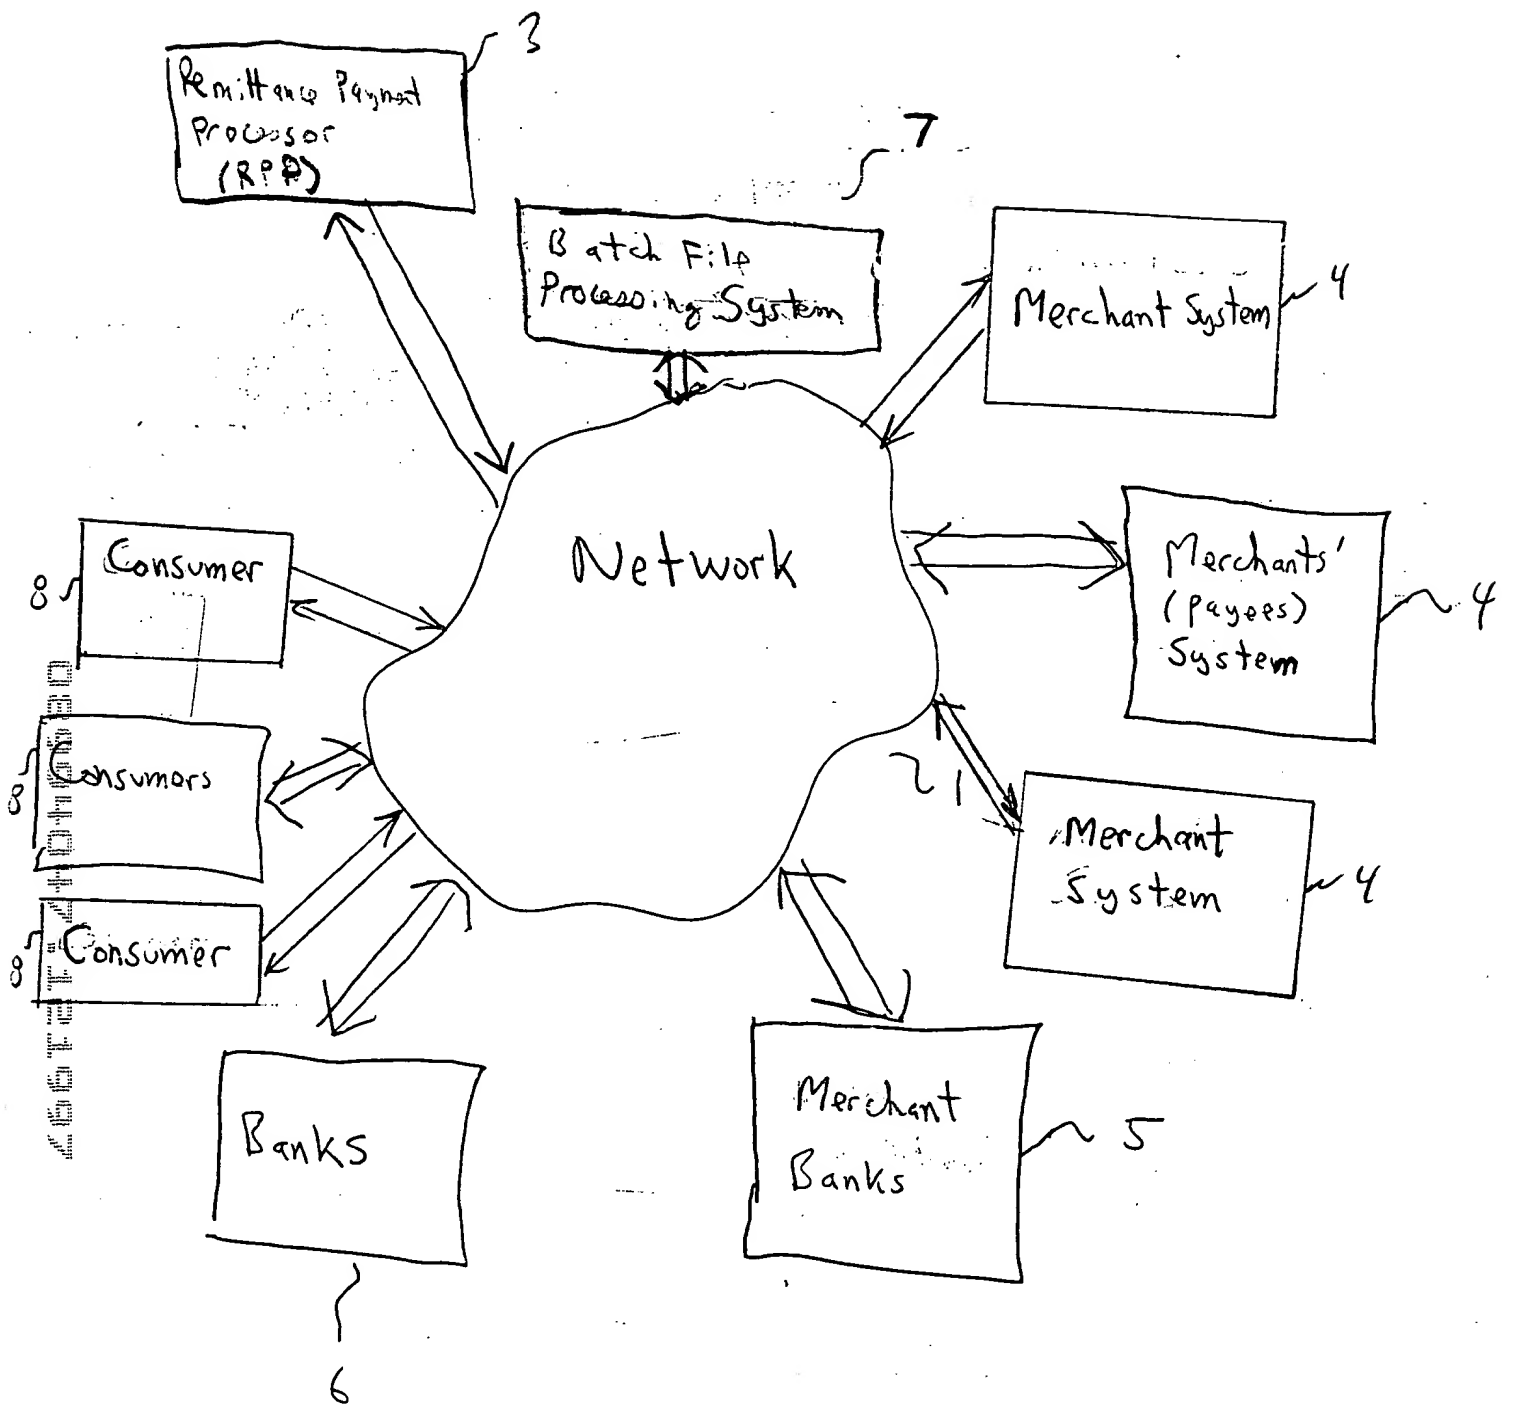 3
Remittance Payment
Processor
(RPP)
7
Batch File
Processing System
Merchant System
4
Network
Consumer
8
Merchants'
(payees)
System
4
Consumers
8
21
Merchant
System
4
Consumer
8
Banks
6
Merchant
Banks
5